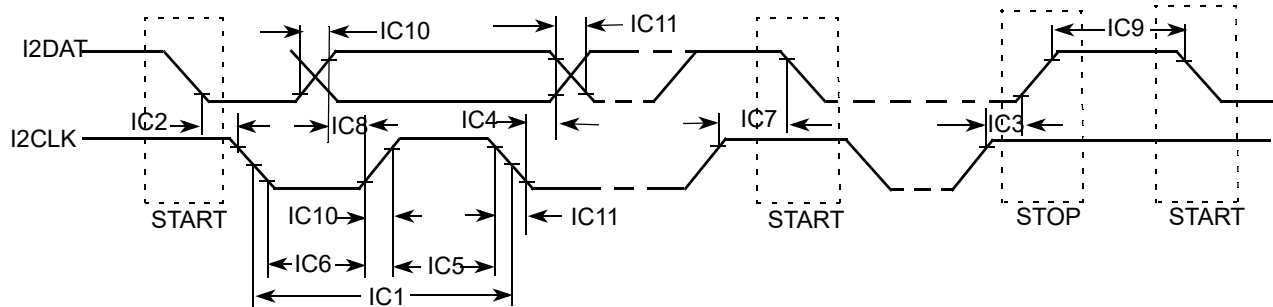 IC10
IC11
IC9
I2DAT
IC2
IC8
IC4
IC7
IC3
I2CLK
START
IC10
IC11
START
STOP
START
IC6
IC5
IC1